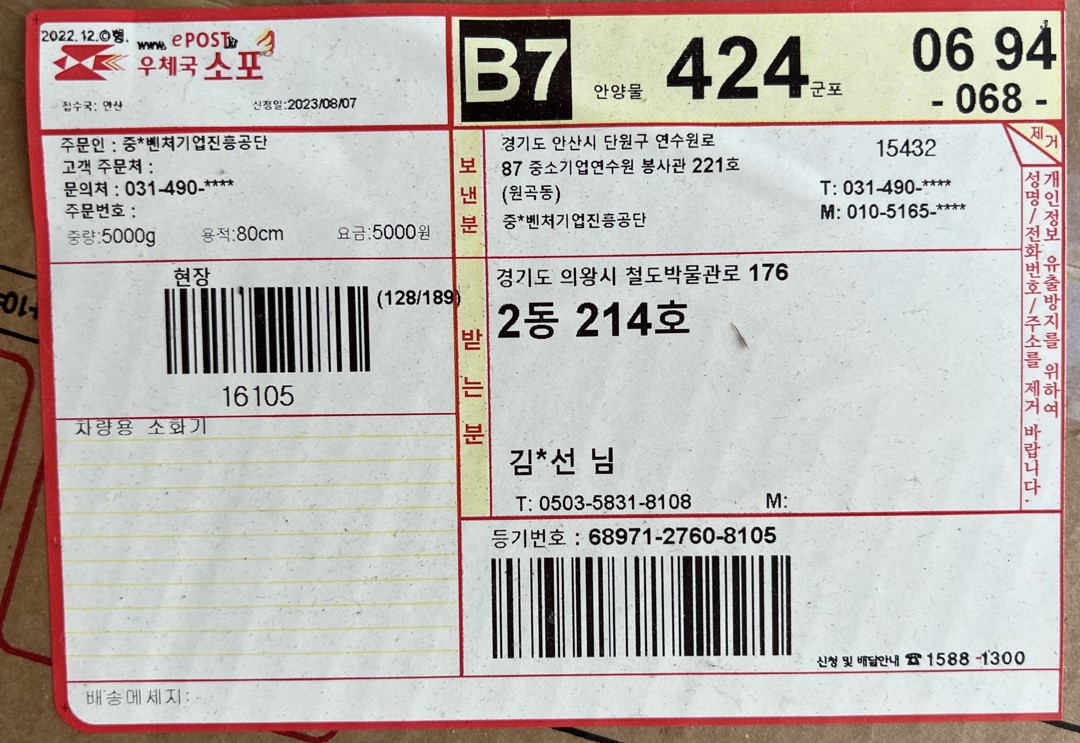 2022.12.©행.
www. ePOST
우체국 소포
접수국: 안산
신청일:2023/08/07
B7
안양물
424
군포
06 94
- 068 -
주문인 : 중*벤처기업진흥공단
고객 주문처 :
문의처 : 031-490-****
주문번호 :
중량:5000g 용적:80cm 요금:5000원
보낸분
경기도 안산시 단원구 연수원로
87 중소기업연수원 봉사관 221호
(원곡동)
중*벤처기업진흥공단
15432
T: 031-490-****
M: 010-5165-****
제거
개인정보 유출방지를 위하여
성명/전화번호/주소를 제거 바랍니다.
현장
(128/189)
16105
차량용 소화기
받는분
경기도 의왕시 철도박물관로 176
2동 214호
김*선 님
T: 0503-5831-8108 M:
등기번호 : 68971-2760-8105
신청 및 배달안내 ☎ 1588 -1300
배송메세지: